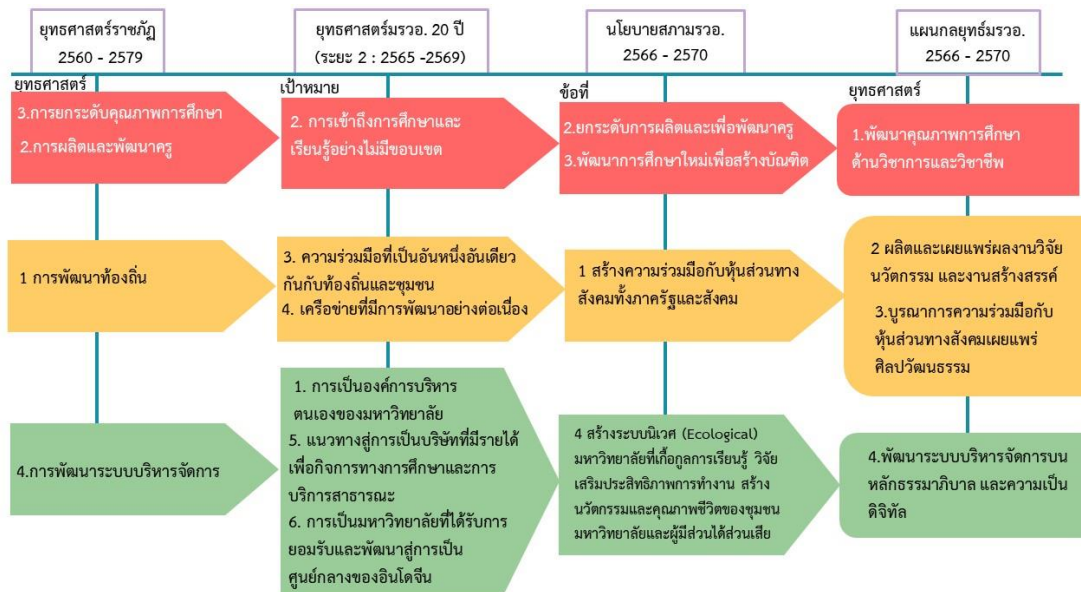 ยุทธศาสตร์ราชภัฏ
2560 - 2579
ยุทธศาสตร์มรวอ. 20 ปี
(ระยะ 2 : 2565 -2569)
นโยบายสภามรวอ.
2566 - 2570
แผนกลยุทธ์มรวอ.
2566 - 2570
ยุทธศาสตร์
เป้าหมาย
ข้อที่
ยุทธศาสตร์
3.การยกระดับคุณภาพการศึกษา
2.การผลิตและพัฒนาครู
2. การเข้าถึงการศึกษาและ
เรียนรู้อย่างไม่มีขอบเขต
2.ยกระดับการผลิตและเพื่อพัฒนาครู
3.พัฒนาการศึกษาใหม่เพื่อสร้างบัณฑิต
1.พัฒนาคุณภาพการศึกษา
ด้านวิชาการและวิชาชีพ
1 การพัฒนาท้องถิ่น
3. ความร่วมมือที่เป็นอันหนึ่งอันเดียว
กันกับท้องถิ่นและชุมชน
4. เครือข่ายที่มีการพัฒนาอย่างต่อเนื่อง
1 สร้างความร่วมมือกับหุ้นส่วนทาง
สังคมทั้งภาครัฐและสังคม
2 ผลิตและเผยแพร่ผลงานวิจัย
นวัตกรรม และงานสร้างสรรค์
3.บูรณาการความร่วมมือกับ
หุ้นส่วนทางสังคมเผยแพร่
ศิลปวัฒนธรรม
4.การพัฒนาระบบบริหารจัดการ
1. การเป็นองค์การบริหาร
ตนเองของมหาวิทยาลัย
5. แนวทางสู่การเป็นบริษัทที่มีรายได้
เพื่อกิจการทางการศึกษาและการ
บริการสาธารณะ
6. การเป็นมหาวิทยาลัยที่ได้รับการ
ยอมรับและพัฒนาสู่การเป็น
ศูนย์กลางของอินโดจีน
4 สร้างระบบนิเวศ (Ecological)
มหาวิทยาลัยที่เกื้อกูลการเรียนรู้ วิจัย
เสริมประสิทธิภาพการทำงาน สร้าง
นวัตกรรมและคุณภาพชีวิตของชุมชน
มหาวิทยาลัยและผู้มีส่วนได้ส่วนเสีย
4.พัฒนาระบบบริหารจัดการบน
หลักธรรมาภิบาล และความเป็น
ดิจิทัล